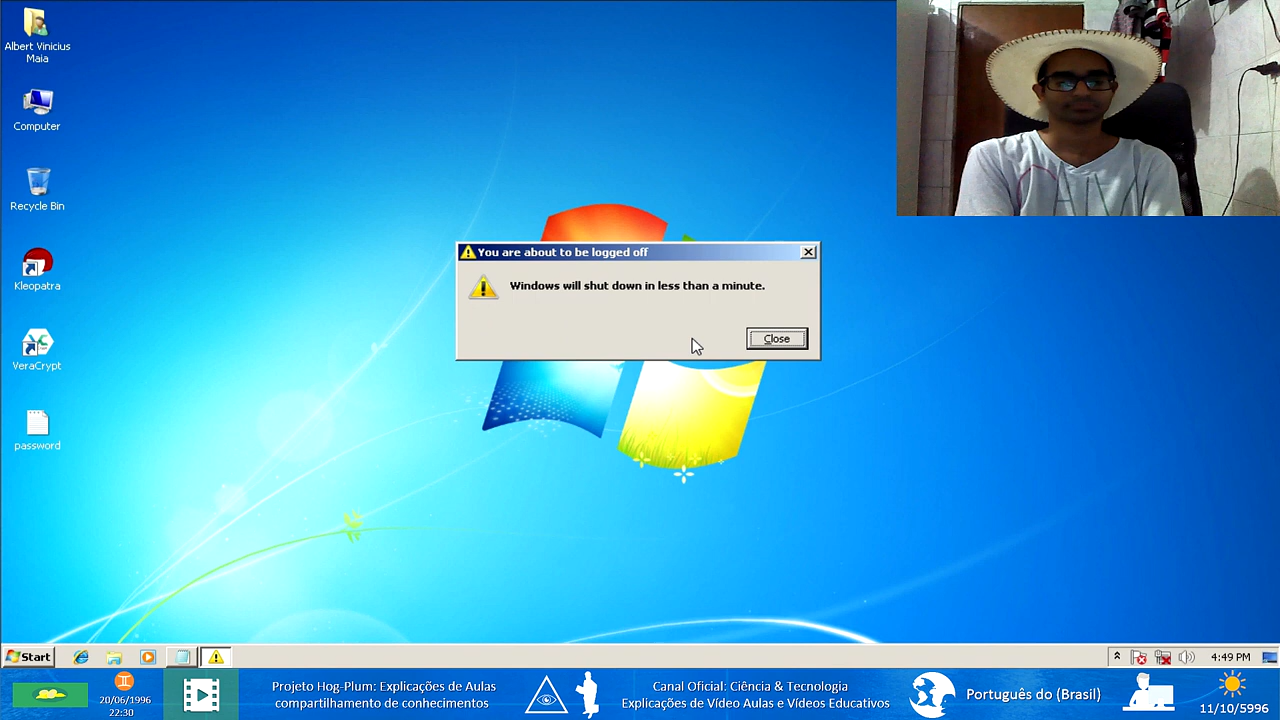 Albert Vinicius
Maia
Computer
Recycle Bin
Kleopatra
VeraCrypt
password
You are about to be logged off
Windows will shut down in less than a minute.
Close
Start
4:49 PM
20/06/1996
22:30
Projeto Hog-Plum: Explicações de Aulas
compartilhamento de conhecimentos
Canal Oficial: Ciência & Tecnologia
Explicações de Vídeo Aulas e Vídeos Educativos
Português do (Brasil)
11/10/5996